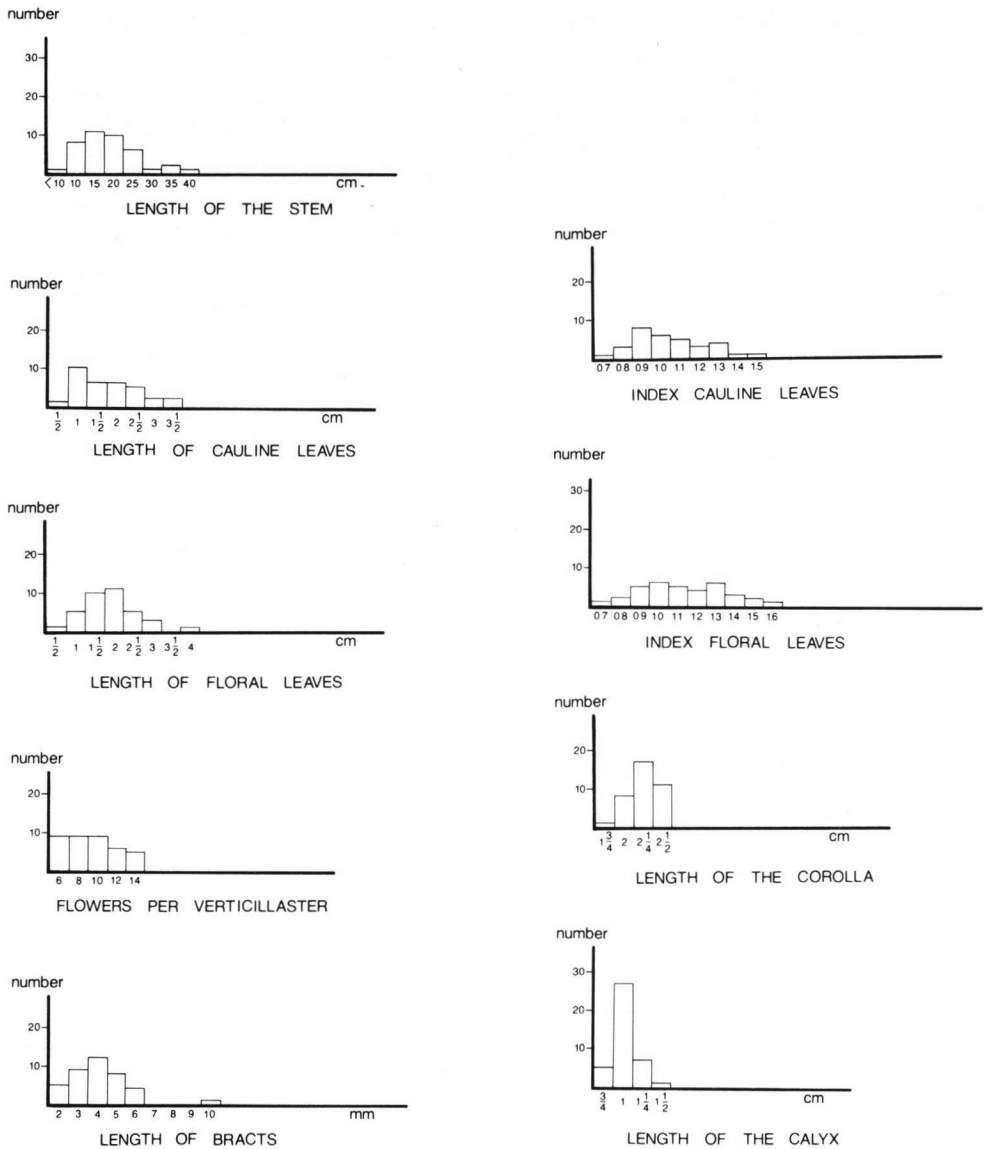 number
30
20
10
<10 10 15 20 25 30 35 40 cm.
LENGTH OF THE STEM
number
20
10
1/2 1 1 1/2 2 2 1/2 3 3 1/2 cm
LENGTH OF CAULINE LEAVES
number
20
10
1/2 1 1 1/2 2 2 1/2 3 3 1/2 4 cm
LENGTH OF FLORAL LEAVES
number
20
10
6 8 10 12 14
FLOWERS PER VERTICILLASTER
number
20
10
2 3 4 5 6 7 8 9 10 mm
LENGTH OF BRACTS
number
20
10
07 08 09 10 11 12 13 14 15
INDEX CAULINE LEAVES
number
30
20
10
07 08 09 10 11 12 13 14 15 16
INDEX FLORAL LEAVES
number
20
10
1 3/4 2 2 1/4 2 1/2 cm
LENGTH OF THE COROLLA
number
30
20
10
3/4 1 1 1/4 1 1/2 cm
LENGTH OF THE CALYX